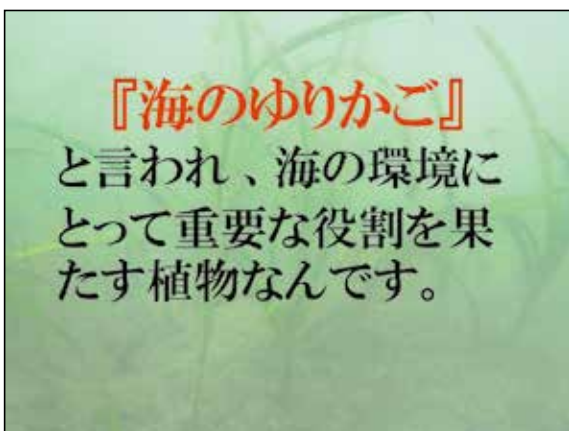 『海のゆりかご』
と言われ、海の環境に
とって重要な役割を果
たす植物なんです。